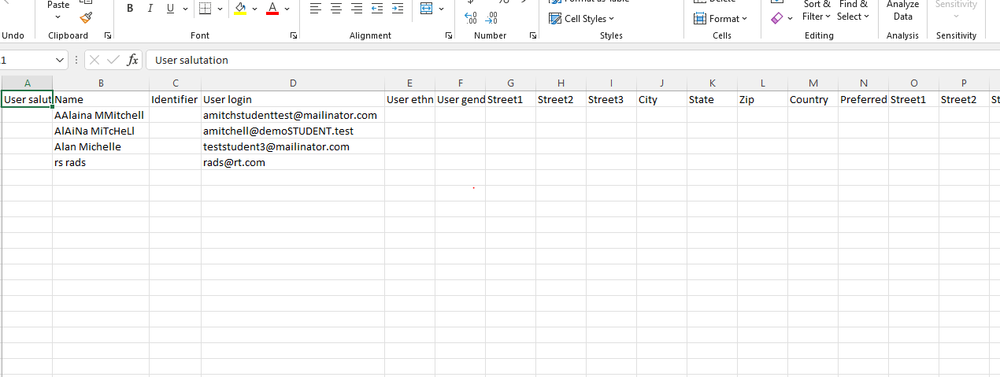 Paste
B I U A
$ % 9
.00
Cell Styles
Format
Sort & Filter
Find & Select
Analyze Data
Sensitivity
Undo Clipboard Font Alignment Number Styles Cells Editing Analysis Sensitivity
fx User salutation
A B C D E F G H I J K L M N O P
User salut Name Identifier User login User ethn User gend Street1 Street2 Street3 City State Zip Country Preferred Street1 Street2 St
AAlaina MMitchell amitchstudenttest@mailinator.com
AlAiNa MiTcHeLl amitchell@demoSTUDENT.test
Alan Michelle teststudent3@mailinator.com
rs rads rads@rt.com